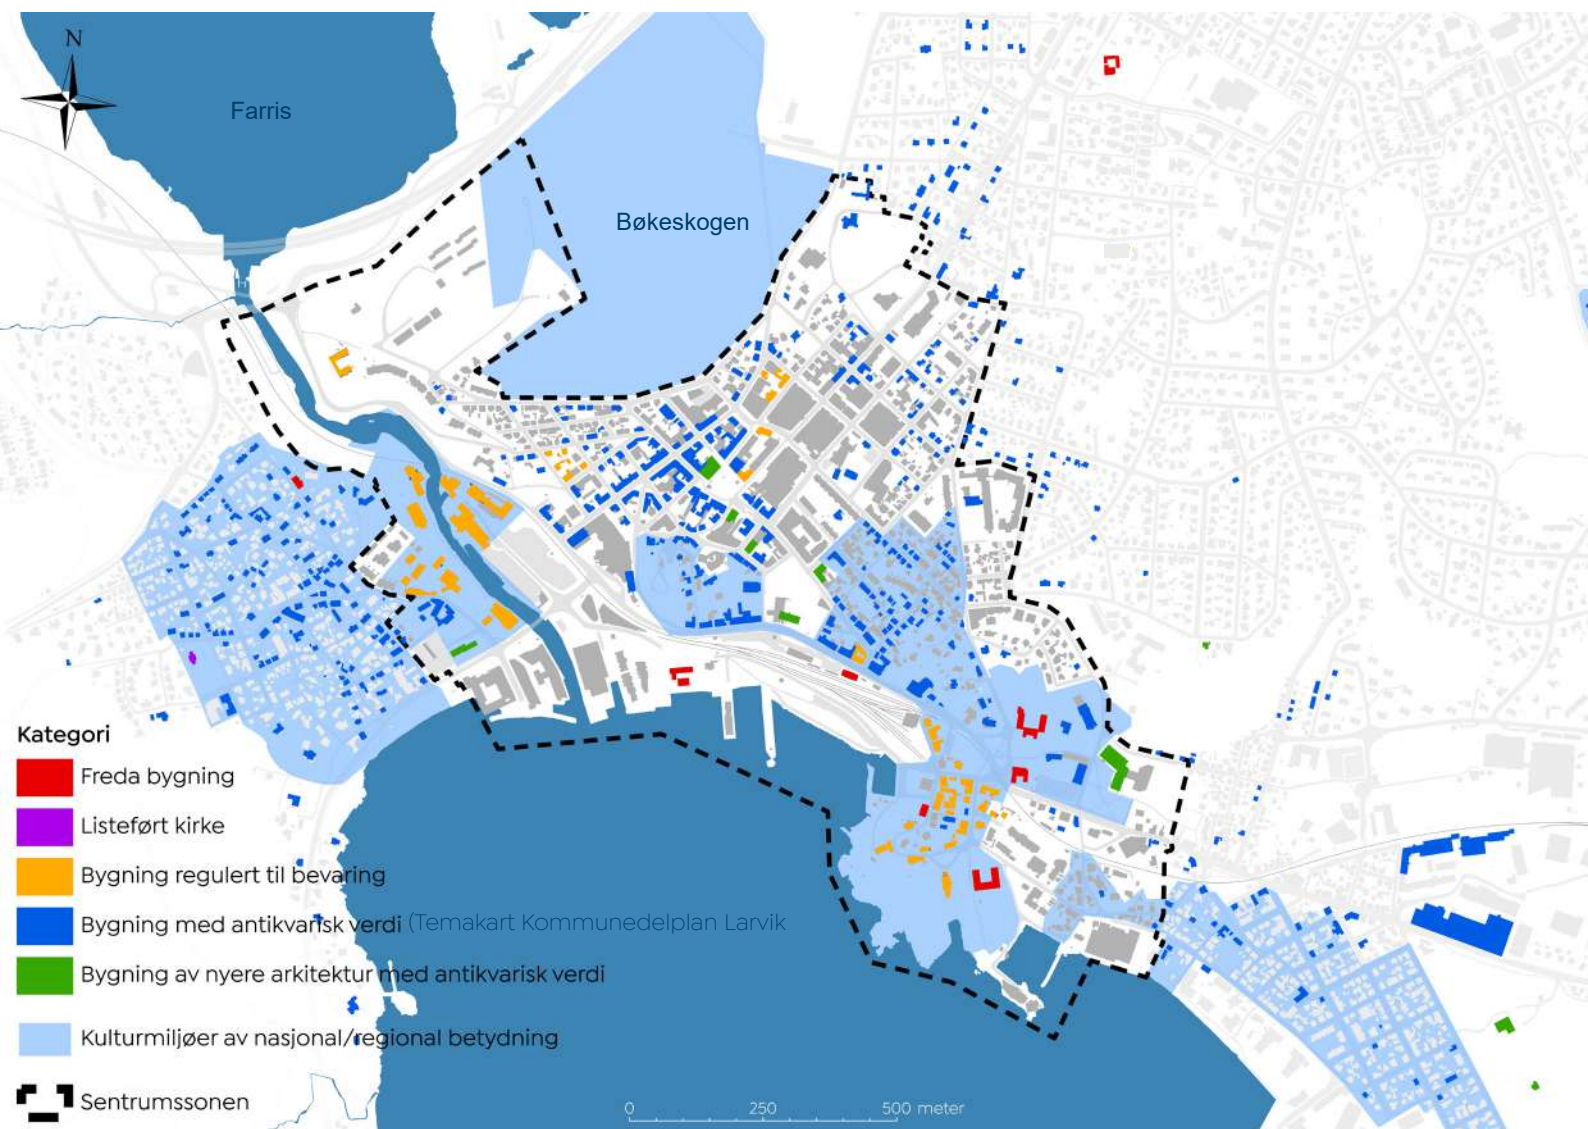 N
Farris
Bøkeskogen
Kategori
Freda bygning
Listeført kirke
Bygning regulert til bevaring
Bygning med antikvarisk verdi (Temakart Kommunedelplan Larvik
Bygning av nyere arkitektur med antikvarisk verdi
Kulturmiljøer av nasjonal/regional betydning
Sentrumssonen
0 250 500 meter